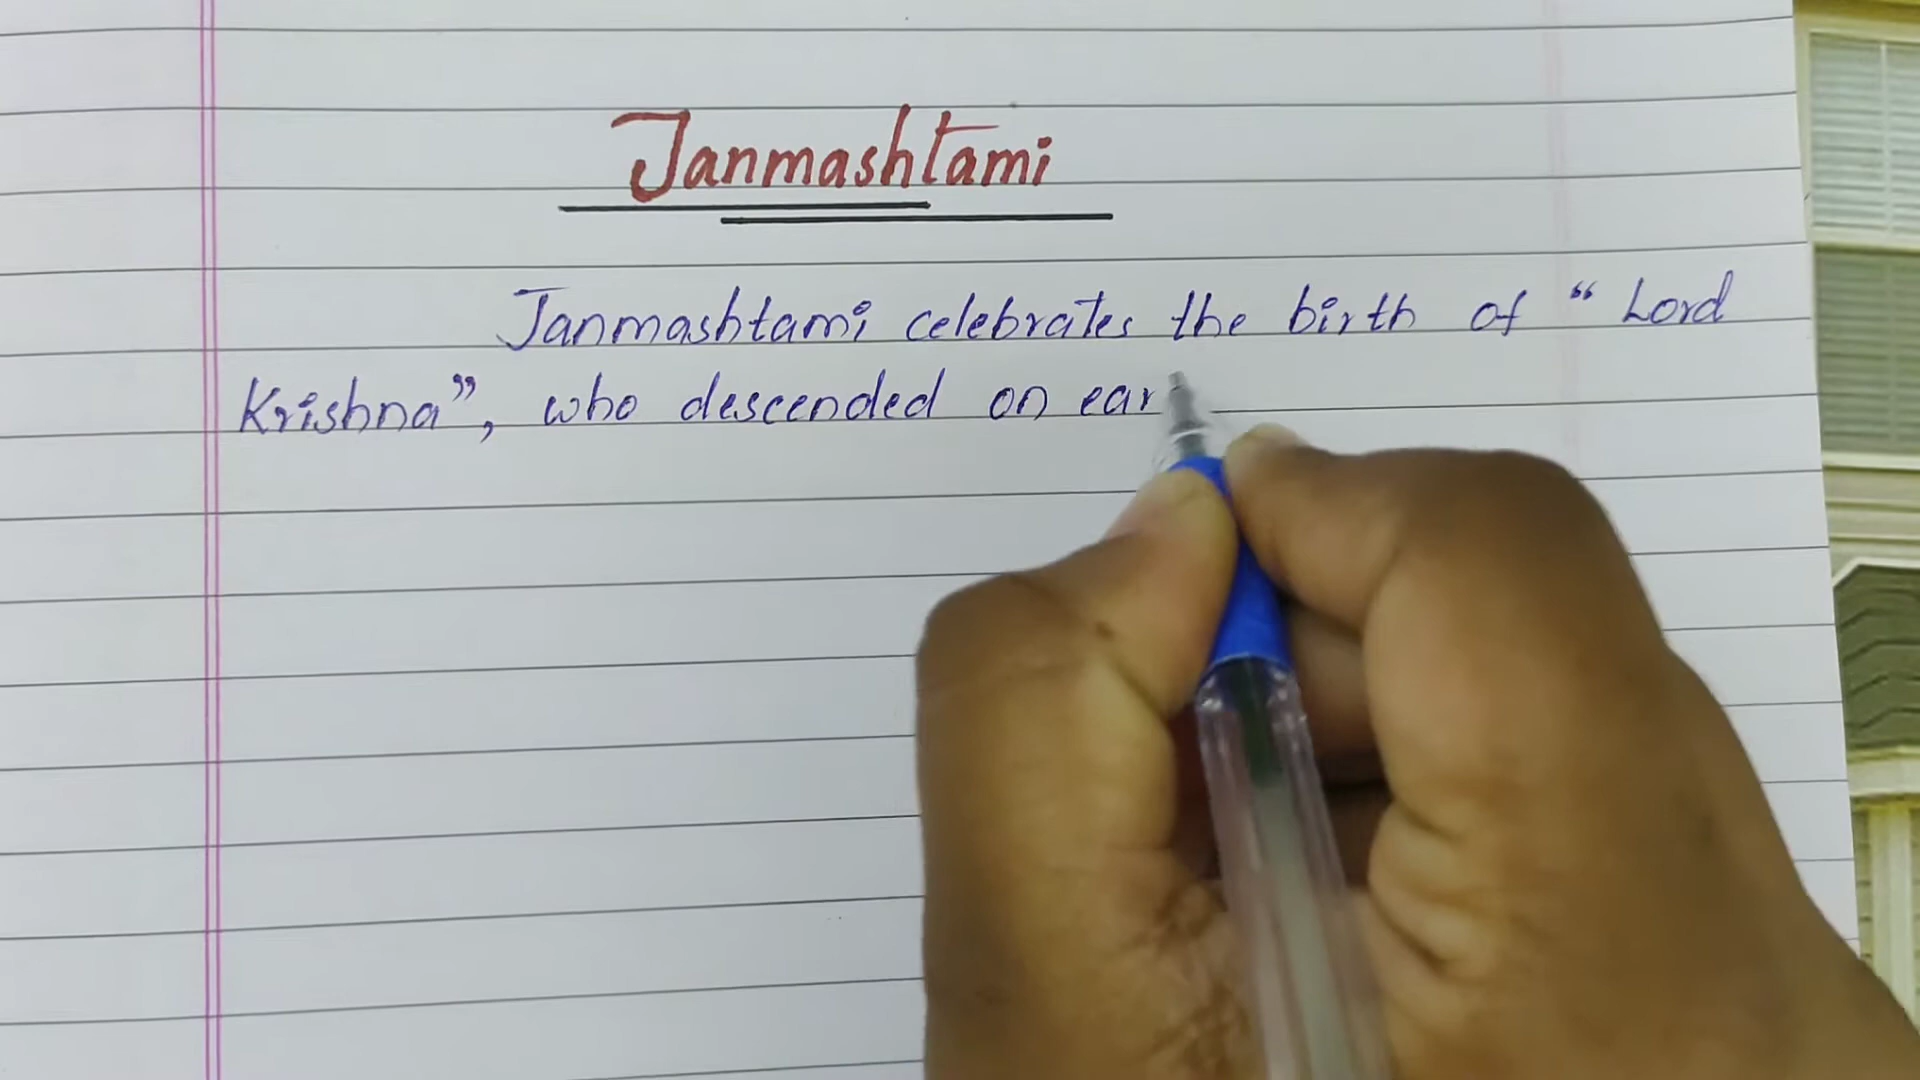 Janmashtami
Janmashtami celebrates the birth of “Lord
Krishna”, who descended on ear